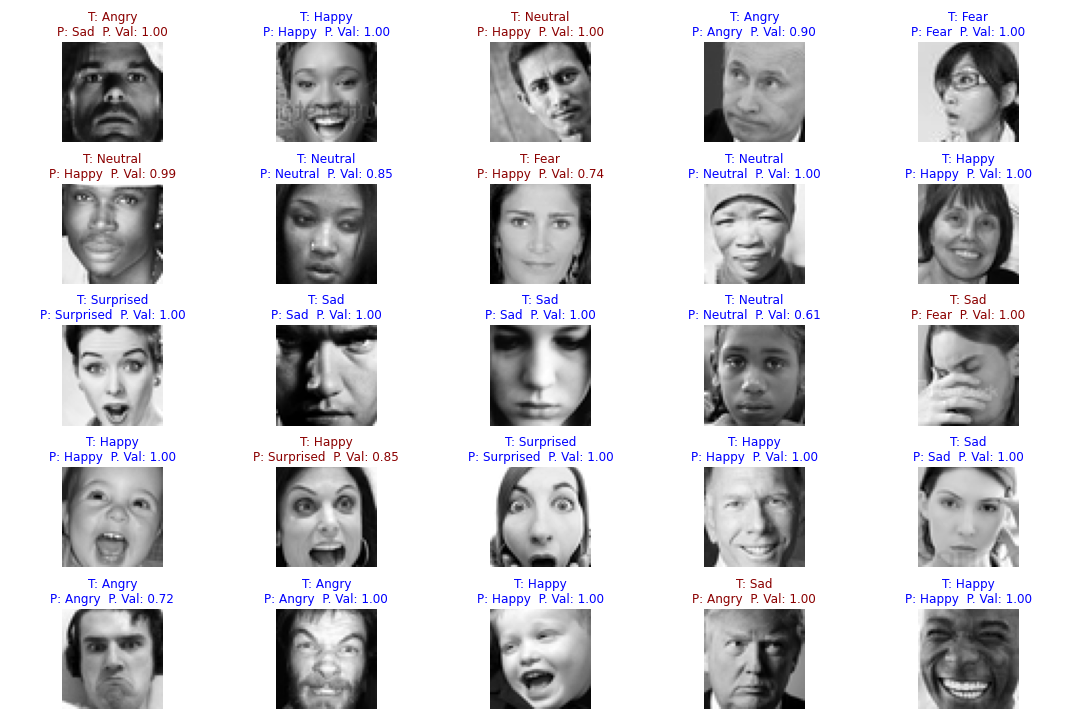 T: Angry
P: Sad  P. Val: 1.00
T: Happy
P: Happy  P. Val: 1.00
T: Neutral
P: Happy  P. Val: 1.00
T: Angry
P: Angry  P. Val: 0.90
T: Fear
P: Fear  P. Val: 1.00
T: Neutral
P: Happy  P. Val: 0.99
T: Neutral
P: Neutral  P. Val: 0.85
T: Fear
P: Happy  P. Val: 0.74
T: Neutral
P: Neutral  P. Val: 1.00
T: Happy
P: Happy  P. Val: 1.00
T: Surprised
P: Surprised  P. Val: 1.00
T: Sad
P: Sad  P. Val: 1.00
T: Sad
P: Sad  P. Val: 1.00
T: Neutral
P: Neutral  P. Val: 0.61
T: Sad
P: Fear  P. Val: 1.00
T: Happy
P: Happy  P. Val: 1.00
T: Happy
P: Surprised  P. Val: 0.85
T: Surprised
P: Surprised  P. Val: 1.00
T: Happy
P: Happy  P. Val: 1.00
T: Sad
P: Sad  P. Val: 1.00
T: Angry
P: Angry  P. Val: 0.72
T: Angry
P: Angry  P. Val: 1.00
T: Happy
P: Happy  P. Val: 1.00
T: Sad
P: Angry  P. Val: 1.00
T: Happy
P: Happy  P. Val: 1.00